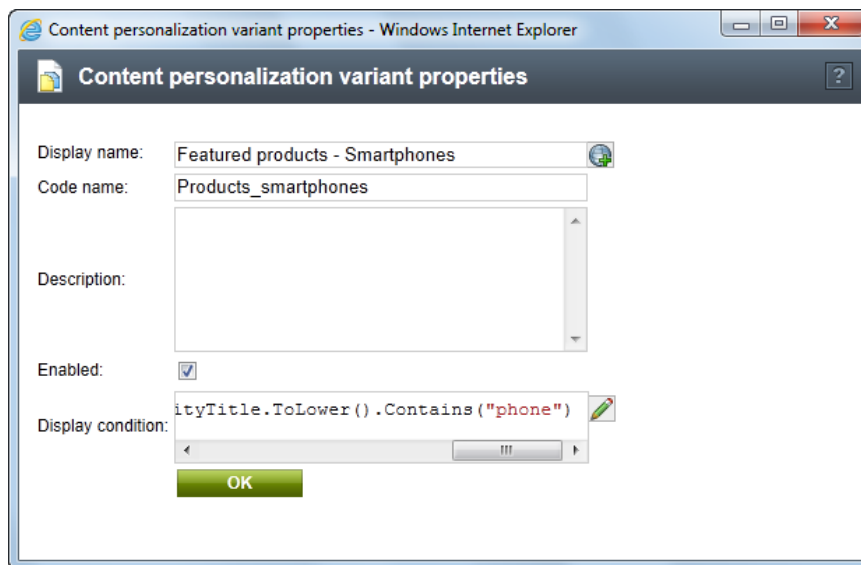 Content personalization variant properties - Windows Internet Explorer
Content personalization variant properties ?
Display name: Featured products - Smartphones
Code name: Products_smartphones
Description:
Enabled:
Display condition: ityTitle.ToLower().Contains("phone")
OK